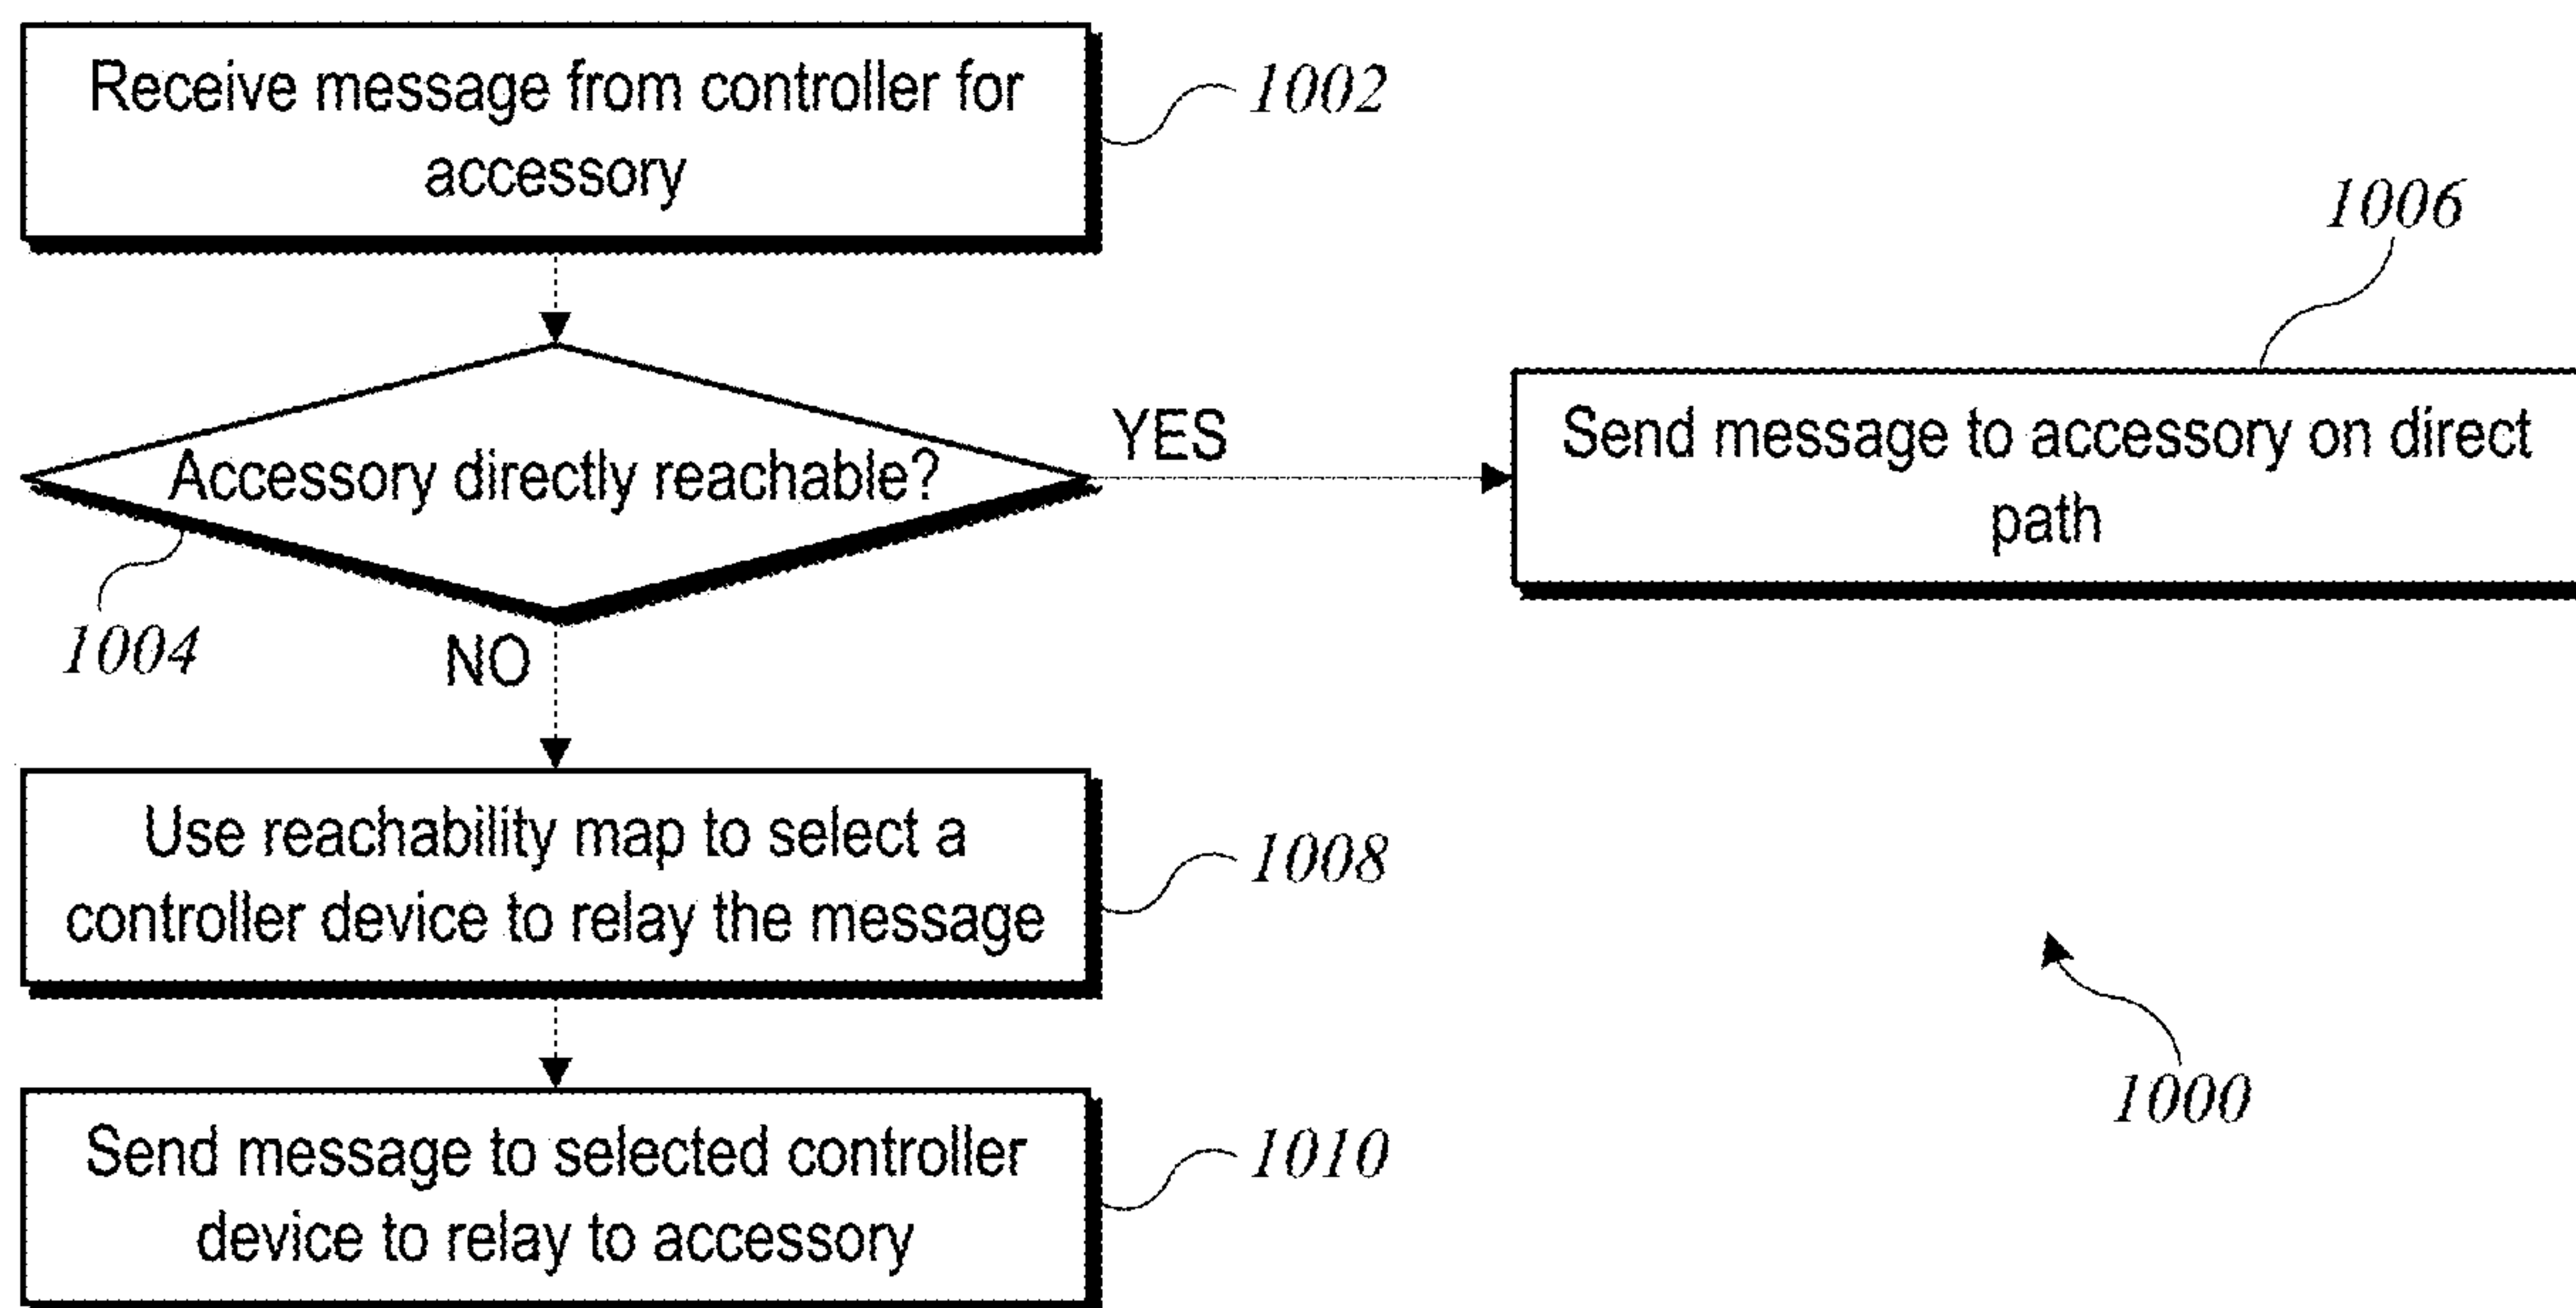 Receive message from controller for
accessory
1002
1006
Accessory directly reachable?
YES
Send message to accessory on direct
path
1004
NO
Use reachability map to select a
controller device to relay the message
1008
1000
Send message to selected controller
device to relay to accessory
1010